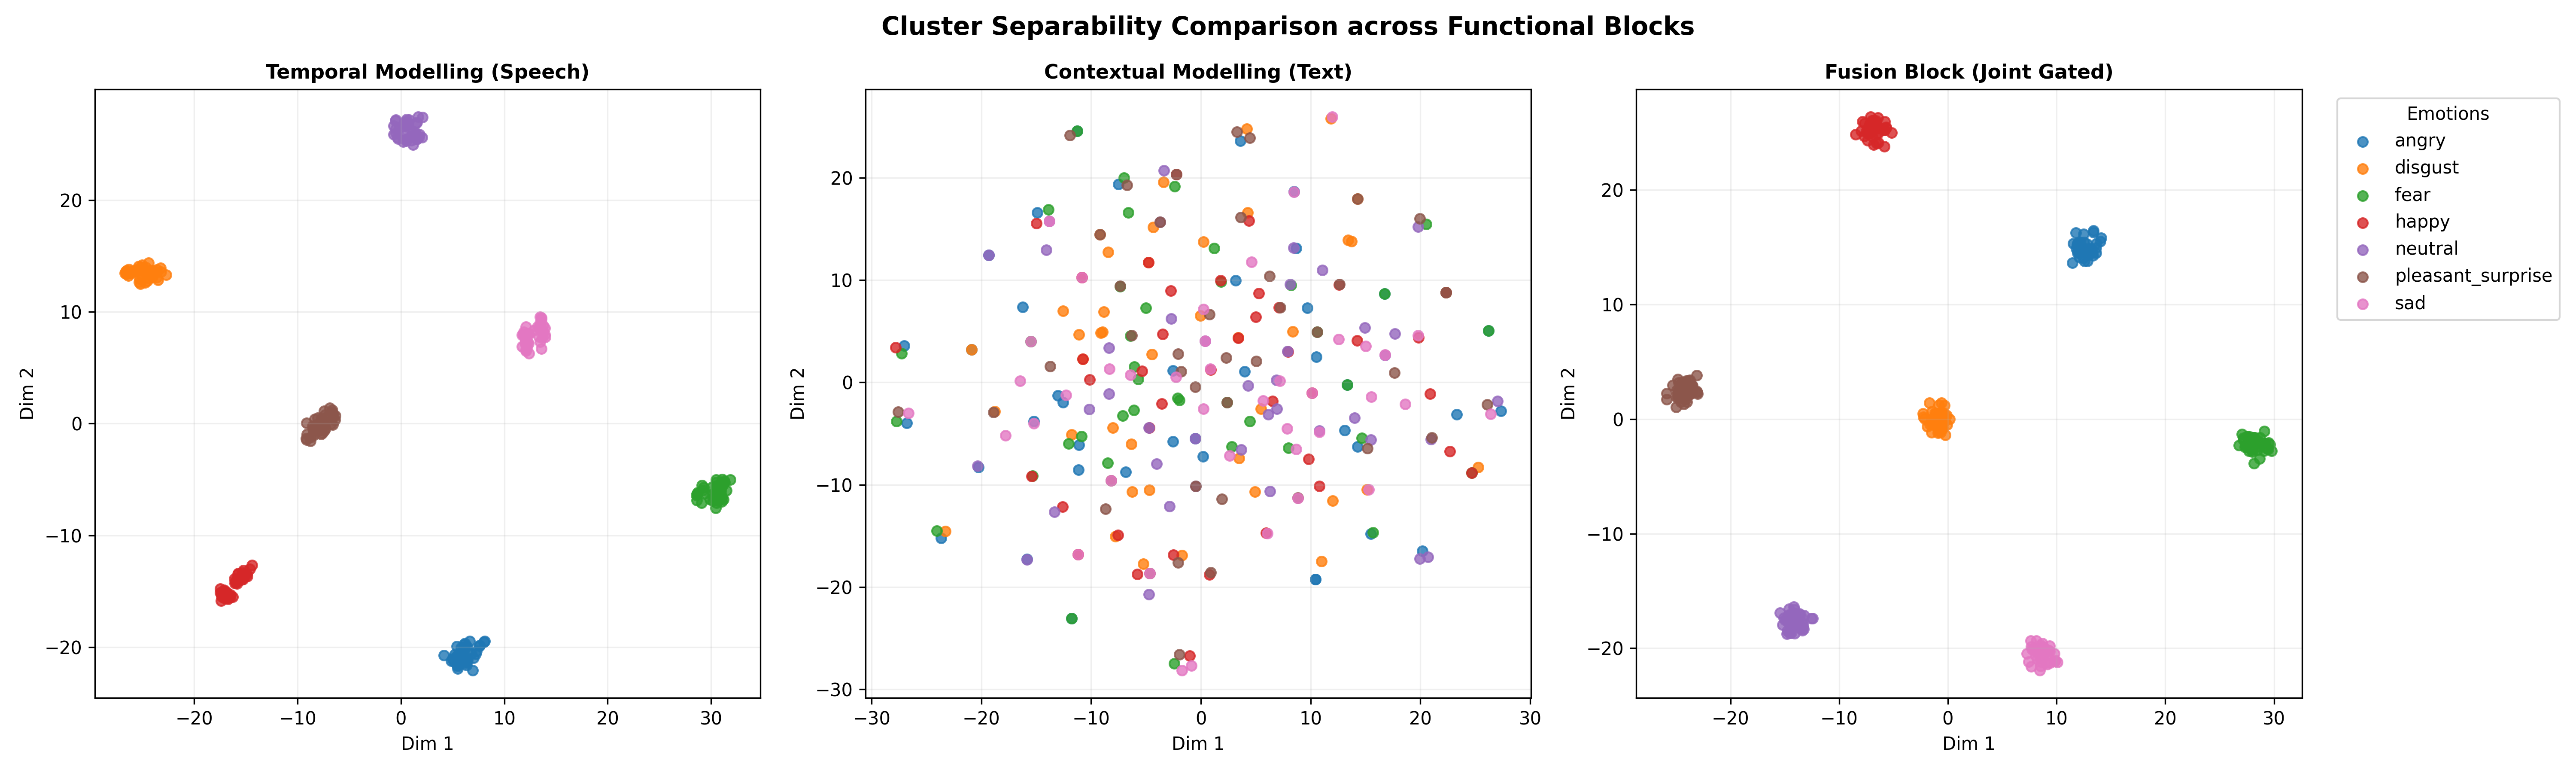 Cluster Separability Comparison across Functional Blocks
Temporal Modelling (Speech)
Dim 2
20
10
0
−10
−20
−20
−10
0
10
20
30
Dim 1
Contextual Modelling (Text)
Dim 2
20
10
0
−10
−20
−30
−30
−20
−10
0
10
20
30
Dim 1
Fusion Block (Joint Gated)
Dim 2
20
10
0
−10
−20
−20
−10
0
10
20
30
Dim 1
Emotions
angry
disgust
fear
happy
neutral
pleasant_surprise
sad